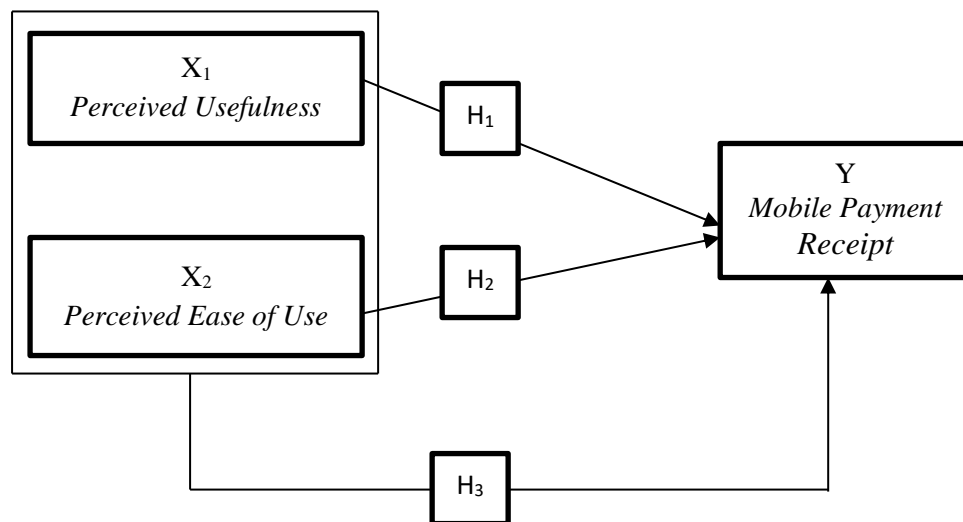 X₁
Perceived Usefulness
H₁
Y
Mobile Payment
Receipt
X₂
Perceived Ease of Use
H₂
H₃